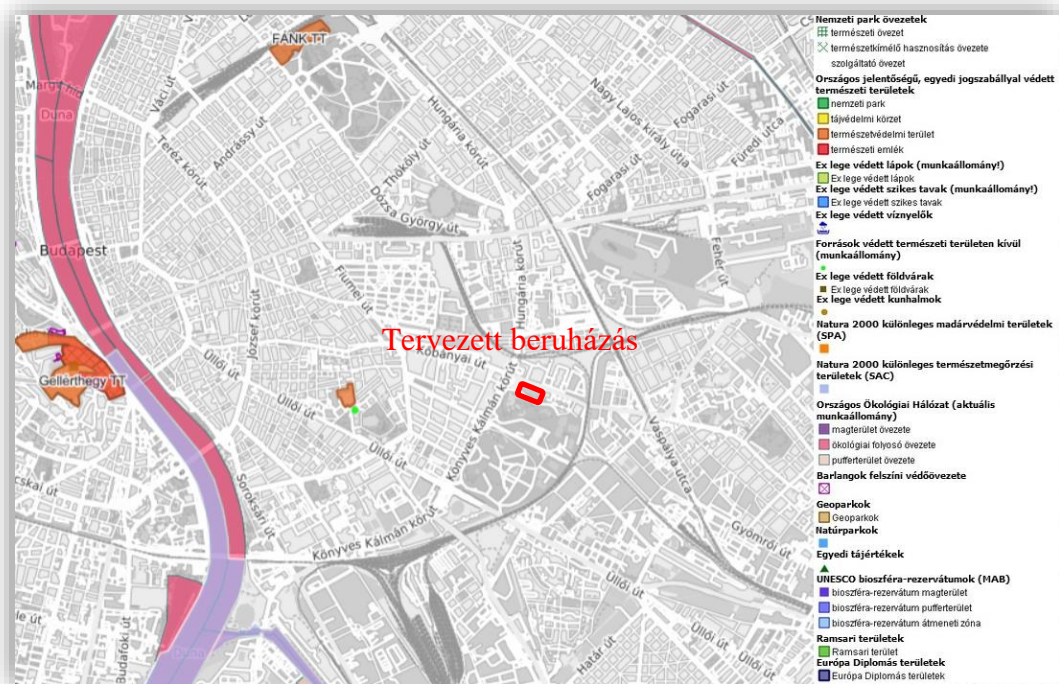 FANK TT
Váci út
Margit híd
Duna
Teréz körút
Andrássy út
Hungária körút
Nagy Lajos király útja
Fogarasi út
Füredi utca
Dr. Thököly út
Dózsa György út
Fogarasi út
Budapest
Fiumei út
Hungária körút
Fehér út
József körút
Tervezett beruházás
Kőbányai út
Üllői út
Gellérthegy TT
Könyves Kálmán körút
Vaspálya utca
Üllői út
Soroksári út
Könyves Kálmán körút
Gyömrői út
Üllői út
Budafoki út
Duna
Határ út
Üllői út
Nemzeti park övezetek
természeti övezet
természetkímélő hasznosítás övezete
szolgáltató övezet
Országos jelentőségű, egyedi jogszabállyal védett
természeti területek
nemzeti park
tájvédelmi körzet
természetvédelmi terület
természeti emlék
Ex lege védett lápok (munkaállomány!)
Ex lege védett lápok
Ex lege védett szikes tavak (munkaállomány!)
Ex lege védett szikes tavak
Ex lege védett víznyelők
Források védett természeti területen kívül
(munkaállomány)
Ex lege védett földvárak
Ex lege védett földvárak
Ex lege védett kunhalmok
Natura 2000 különleges madárvédelmi területek
(SPA)
Natura 2000 különleges természetmegőrzési
területek (SAC)
Országos Ökológiai Hálózat (aktuális
munkaállomány)
magterület övezete
ökológiai folyosó övezete
pufferterület övezete
Barlangok felszíni védőövezete
Geoparkok
Geoparkok
Natúrparkok
Egyedi tájértékek
UNESCO bioszféra-rezervátumok (MAB)
bioszféra-rezervátum magterület
bioszféra-rezervátum pufferterület
bioszféra-rezervátum átmeneti zóna
Ramsari területek
Ramsari terület
Európa Diplomás területek
Európa Diplomás területek